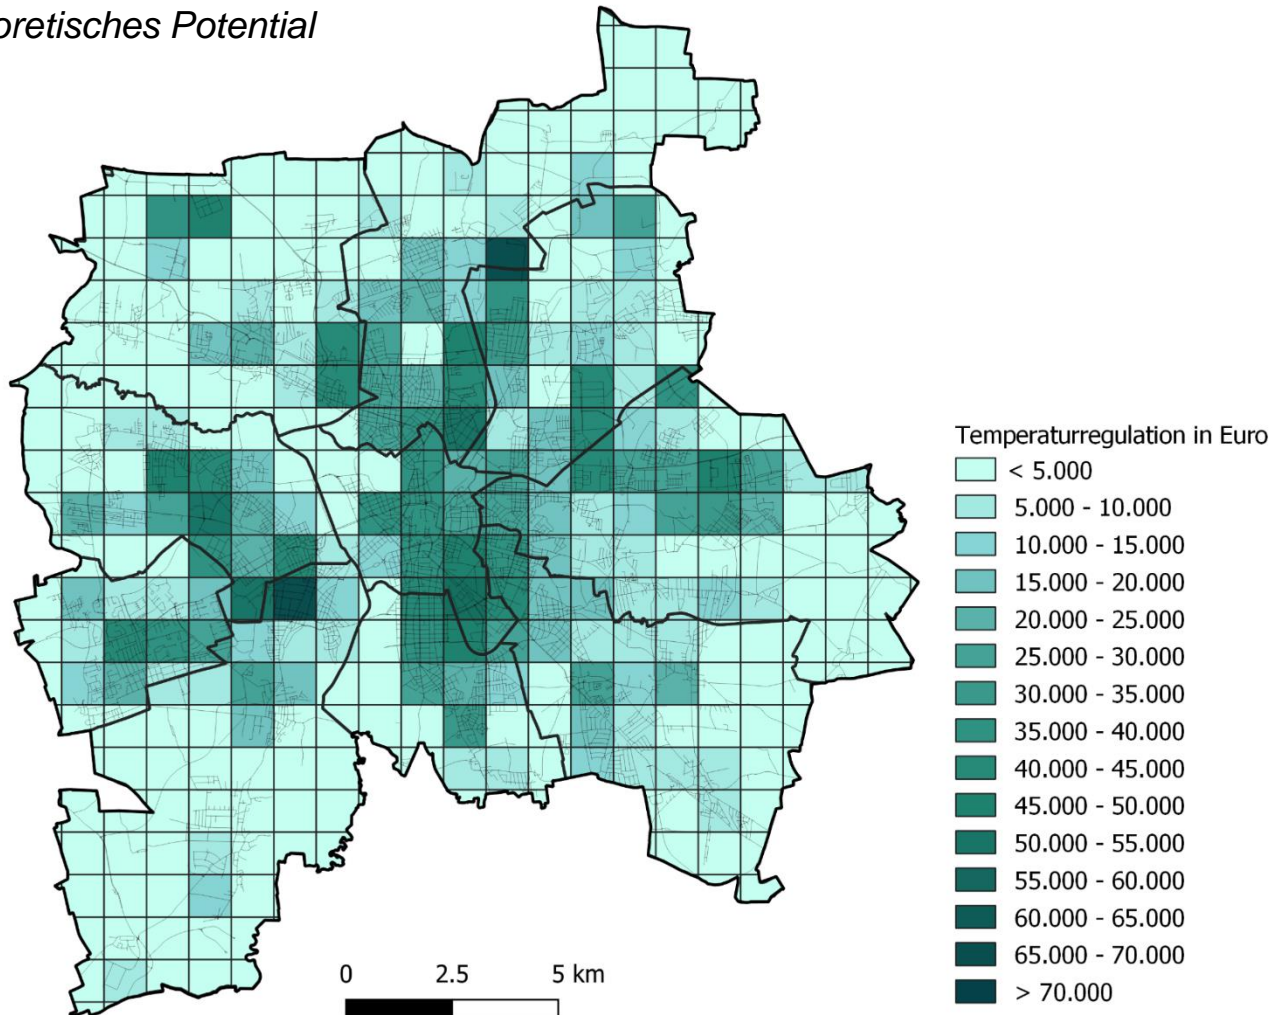 oretisches Potential
Temperaturregulation in Euro
< 5.000
5.000 - 10.000
10.000 - 15.000
15.000 - 20.000
20.000 - 25.000
25.000 - 30.000
30.000 - 35.000
35.000 - 40.000
40.000 - 45.000
45.000 - 50.000
50.000 - 55.000
55.000 - 60.000
60.000 - 65.000
65.000 - 70.000
> 70.000
0 2.5 5 km